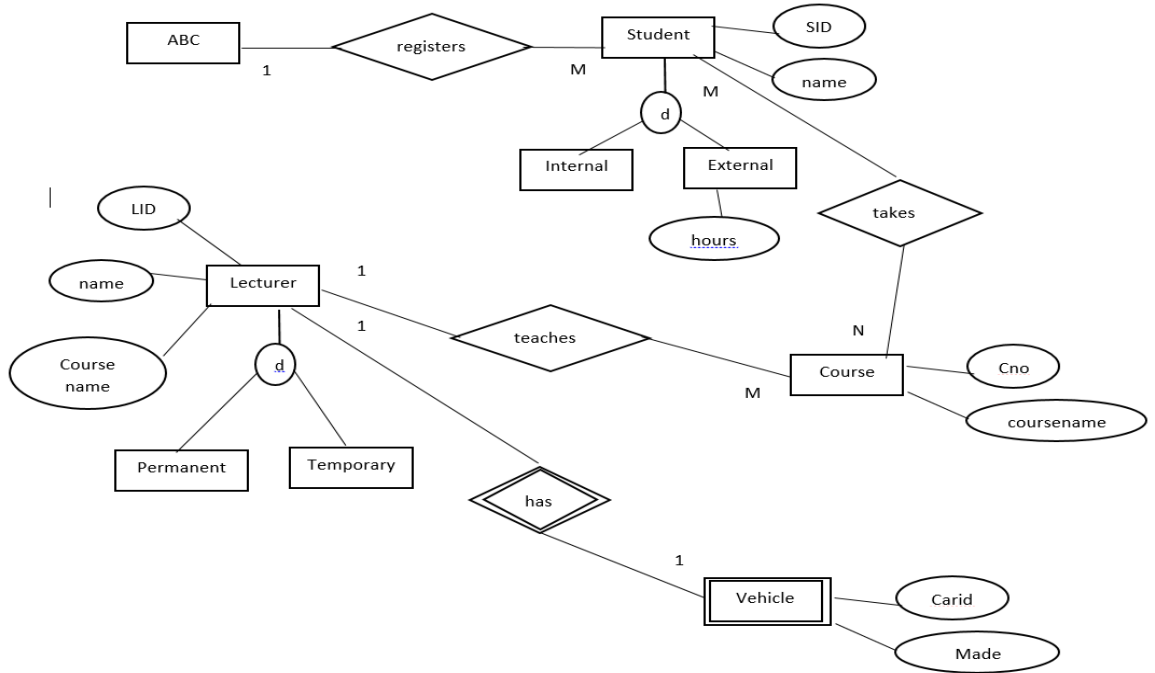 ABC
registers
Student
SID
name
1
M
M
d
Internal
External
hours
takes
LID
name
Lecturer
Course
name
1
1
teaches
d
Permanent
Temporary
N
M
Course
Cno
coursename
has
1
Vehicle
Carid
Made